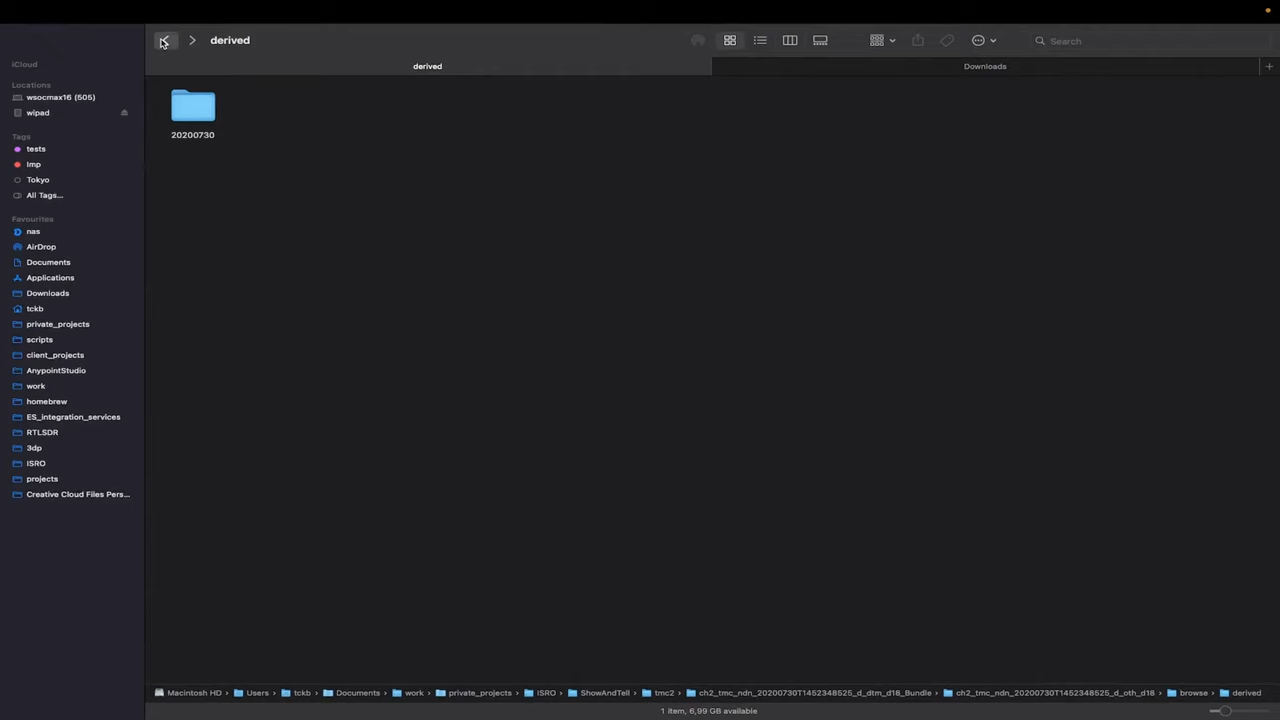 derived
Search
derived
Downloads
iCloud
Locations
wsocmax16 (505)
wipad
Tags
tests
Imp
Tokyo
All Tags...
Favourites
nas
AirDrop
Documents
Applications
Downloads
tckb
private_projects
scripts
client_projects
AnypointStudio
work
homebrew
ES_integration_services
RTLSDR
3dp
ISRO
projects
Creative Cloud Files Pers...
20200730
Macintosh HD › Users › tckb › Documents › work › private_projects › ISRO › ShowAndTell › tmc2 › ch2_tmc_ndn_20200730T1452348525_d_dtm_d18_Bundle › ch2_tmc_ndn_20200730T1452348525_d_oth_d18 › browse › derived
1 item, 6,99 GB available